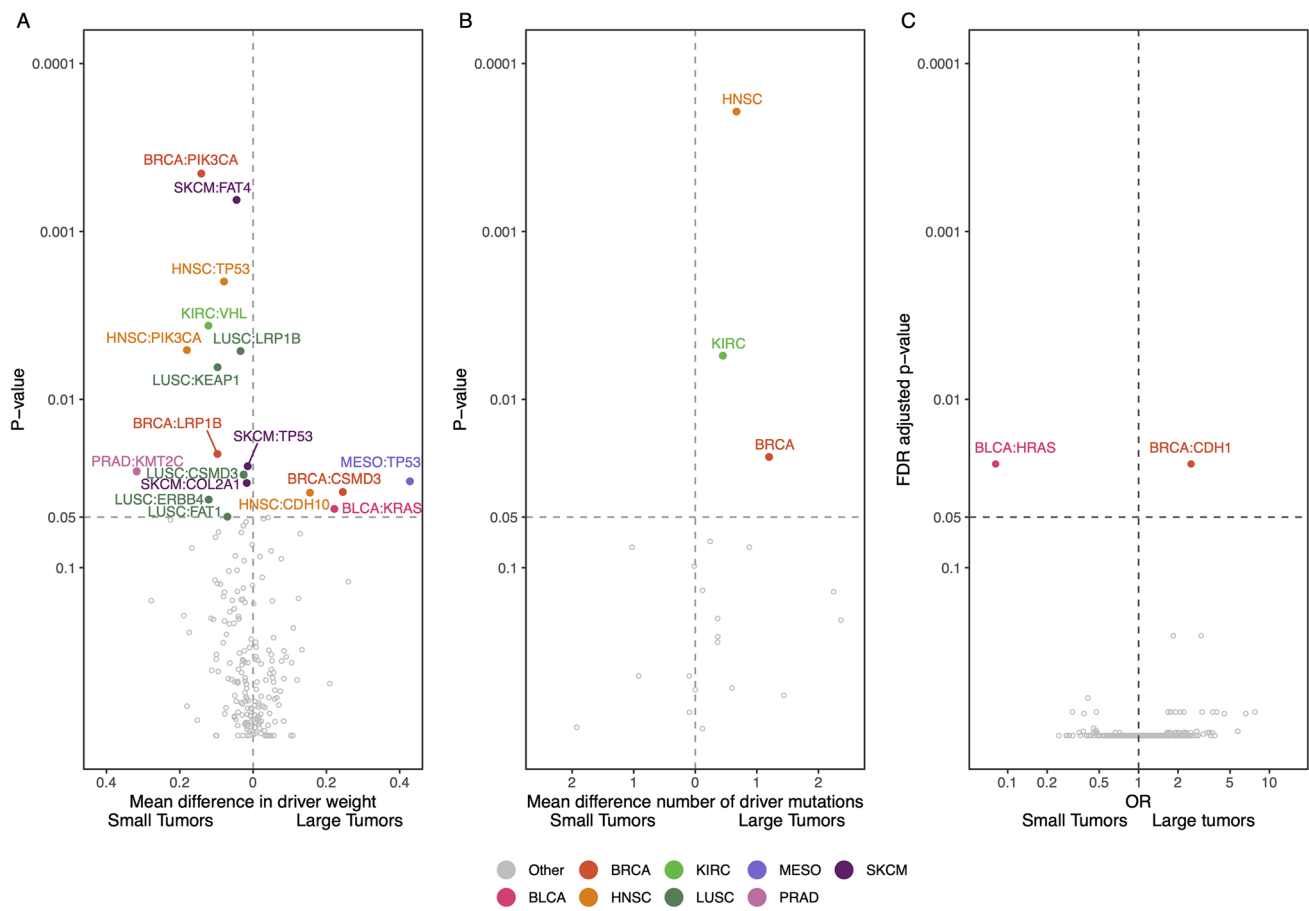 A
P−value
0.0001
0.001
0.01
0.05
0.1
BRCA:PIK3CA
SKCM:FAT4
HNSC:TP53
KIRC:VHL
HNSC:PIK3CA
LUSC:LRP1B
LUSC:KEAP1
BRCA:LRP1B
SKCM:TP53
PRAD:KMT2C
LUSC:CSMD3
MESO:TP53
SKCM:COL2A1
BRCA:CSMD3
LUSC:ERBB4
HNSC:CDH10
BLCA:KRAS
LUSC:FAT1
0.4 0.2 0 0.2 0.4
Mean difference in driver weight
Small Tumors Large Tumors
B
P−value
0.0001
0.001
0.01
0.05
0.1
HNSC
KIRC
BRCA
2 1 0 1 2
Mean difference number of driver mutations
Small Tumors Large Tumors
C
FDR adjusted p−value
0.0001
0.001
0.01
0.05
0.1
BLCA:HRAS
BRCA:CDH1
0.1 0.2 0.5 1 2 5 10
OR
Small Tumors Large tumors
Other BRCA KIRC MESO SKCM
BLCA HNSC LUSC PRAD